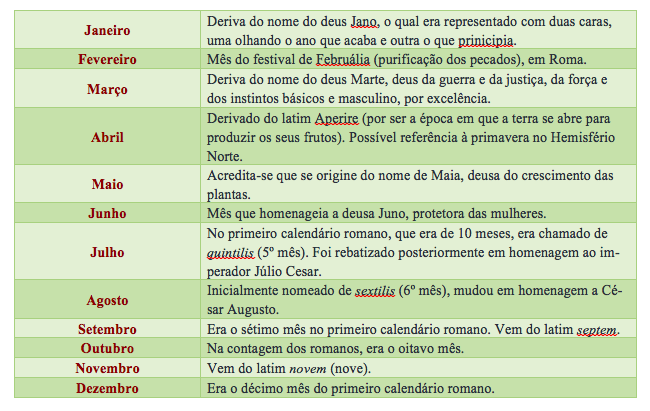 Janeiro
Deriva do nome do deus Jano, o qual era representado com duas caras,
uma olhando o ano que acaba e outra o que prinicipia.
Fevereiro
Mês do festival de Februália (purificação dos pecados), em Roma.
Março
Deriva do nome do deus Marte, deus da guerra e da justiça, da força e
dos instintos básicos e masculino, por excelência.
Abril
Derivado do latim Aperire (por ser a época em que a terra se abre para
produzir os seus frutos). Possível referência à primavera no Hemisfério
Norte.
Maio
Acredita-se que se origine do nome de Maia, deusa do crescimento das
plantas.
Junho
Mês que homenageia a deusa Juno, protetora das mulheres.
Julho
No primeiro calendário romano, que era de 10 meses, era chamado de
quintilis (5º mês). Foi rebatizado posteriormente em homenagem ao im-
perador Júlio Cesar.
Agosto
Inicialmente nomeado de sextilis (6º mês), mudou em homenagem a Cé-
sar Augusto.
Setembro
Era o sétimo mês no primeiro calendário romano. Vem do latim septem.
Outubro
Na contagem dos romanos, era o oitavo mês.
Novembro
Vem do latim novem (nove).
Dezembro
Era o décimo mês do primeiro calendário romano.